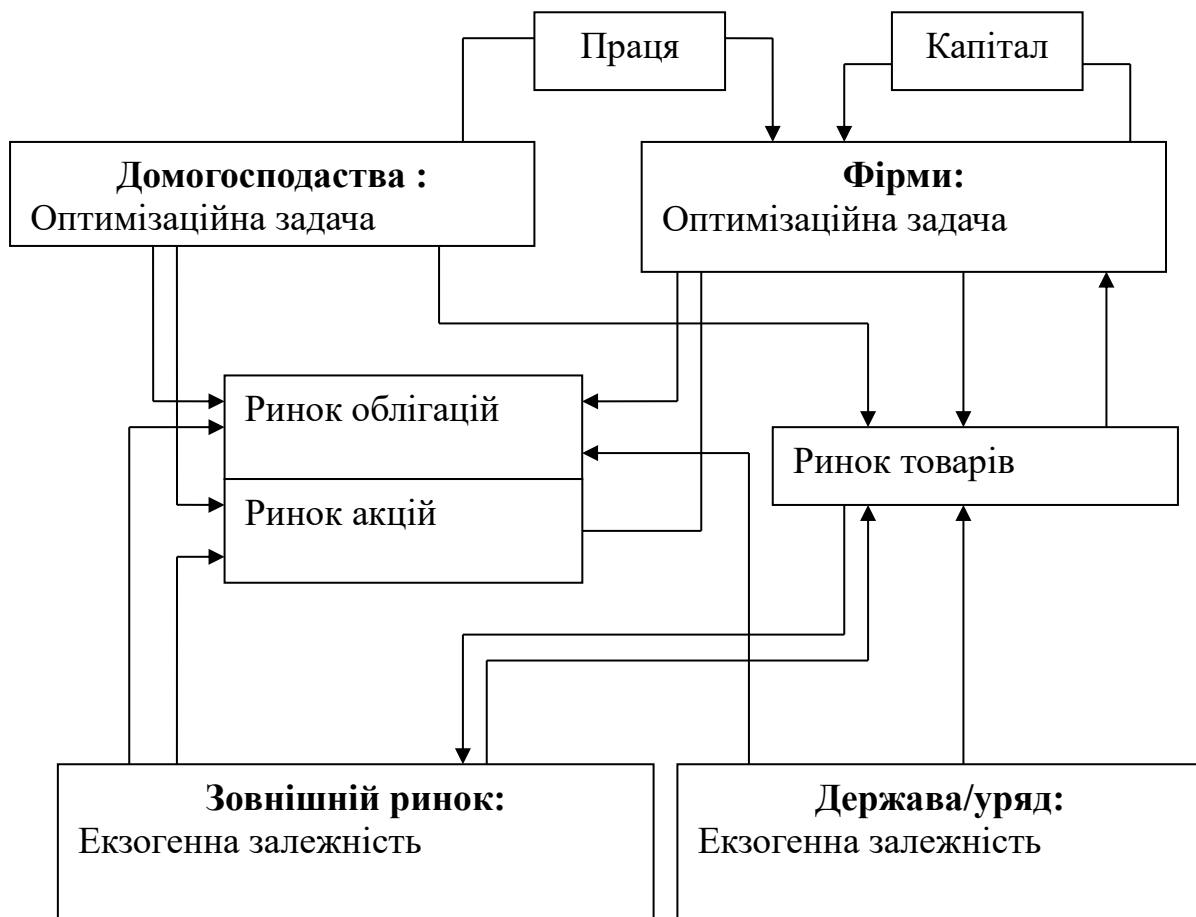 Праця
Капітал
Домогосподаства :
Оптимізаційна задача
Фірми:
Оптимізаційна задача
Ринок облігацій
Ринок товарів
Ринок акцій
Зовнішній ринок:
Екзогенна залежність
Держава/уряд:
Екзогенна залежність